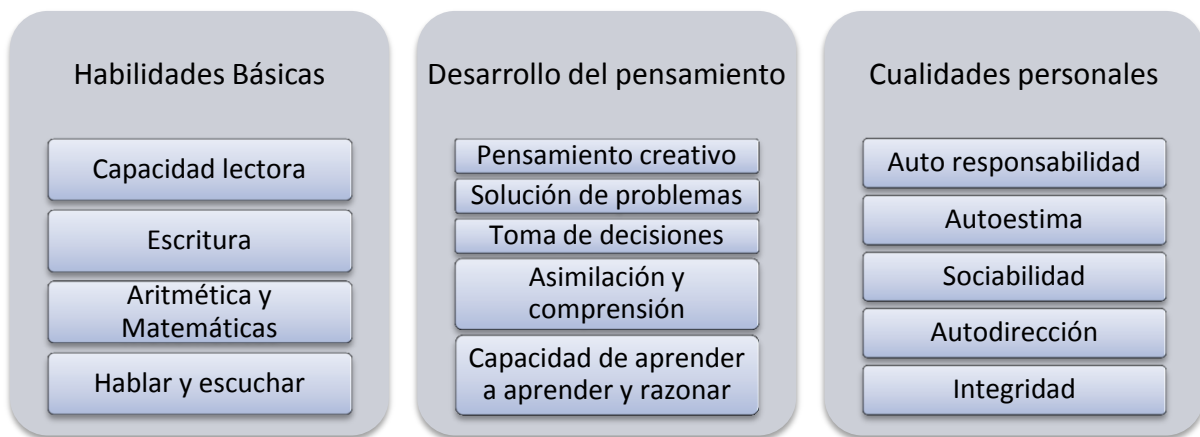 Habilidades Básicas
Capacidad lectora
Escritura
Aritmética y
Matemáticas
Hablar y escuchar
Desarrollo del pensamiento
Pensamiento creativo
Solución de problemas
Toma de decisiones
Asimilación y
comprensión
Capacidad de aprender
a aprender y razonar
Cualidades personales
Auto responsabilidad
Autoestima
Sociabilidad
Autodirección
Integridad